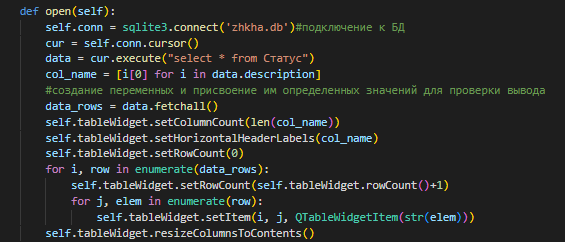 def open(self):
    self.conn = sqlite3.connect('zhkha.db')#подключение к БД
    cur = self.conn.cursor()
    data = cur.execute("select * from Статус")
    col_name = [i[0] for i in data.description]
    #создание переменных и присвоение им определенных значений для проверки вывода
    data_rows = data.fetchall()
    self.tableWidget.setColumnCount(len(col_name))
    self.tableWidget.setHorizontalHeaderLabels(col_name)
    self.tableWidget.setRowCount(0)
    for i, row in enumerate(data_rows):
        self.tableWidget.setRowCount(self.tableWidget.rowCount()+1)
        for j, elem in enumerate(row):
            self.tableWidget.setItem(i, j, QTableWidgetItem(str(elem)))
    self.tableWidget.resizeColumnsToContents()